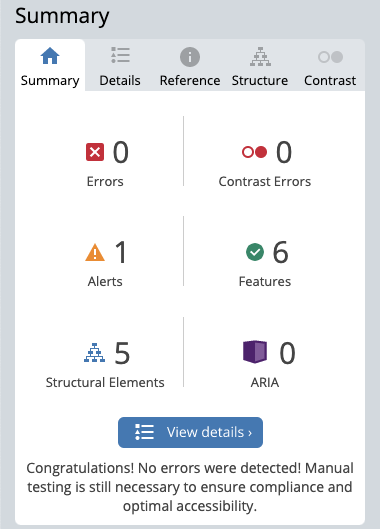 Summary
Summary Details Reference Structure Contrast
0 0
Errors Contrast Errors
1 6
Alerts Features
5 0
Structural Elements ARIA
View details ›
Congratulations! No errors were detected! Manual
testing is still necessary to ensure compliance and
optimal accessibility.